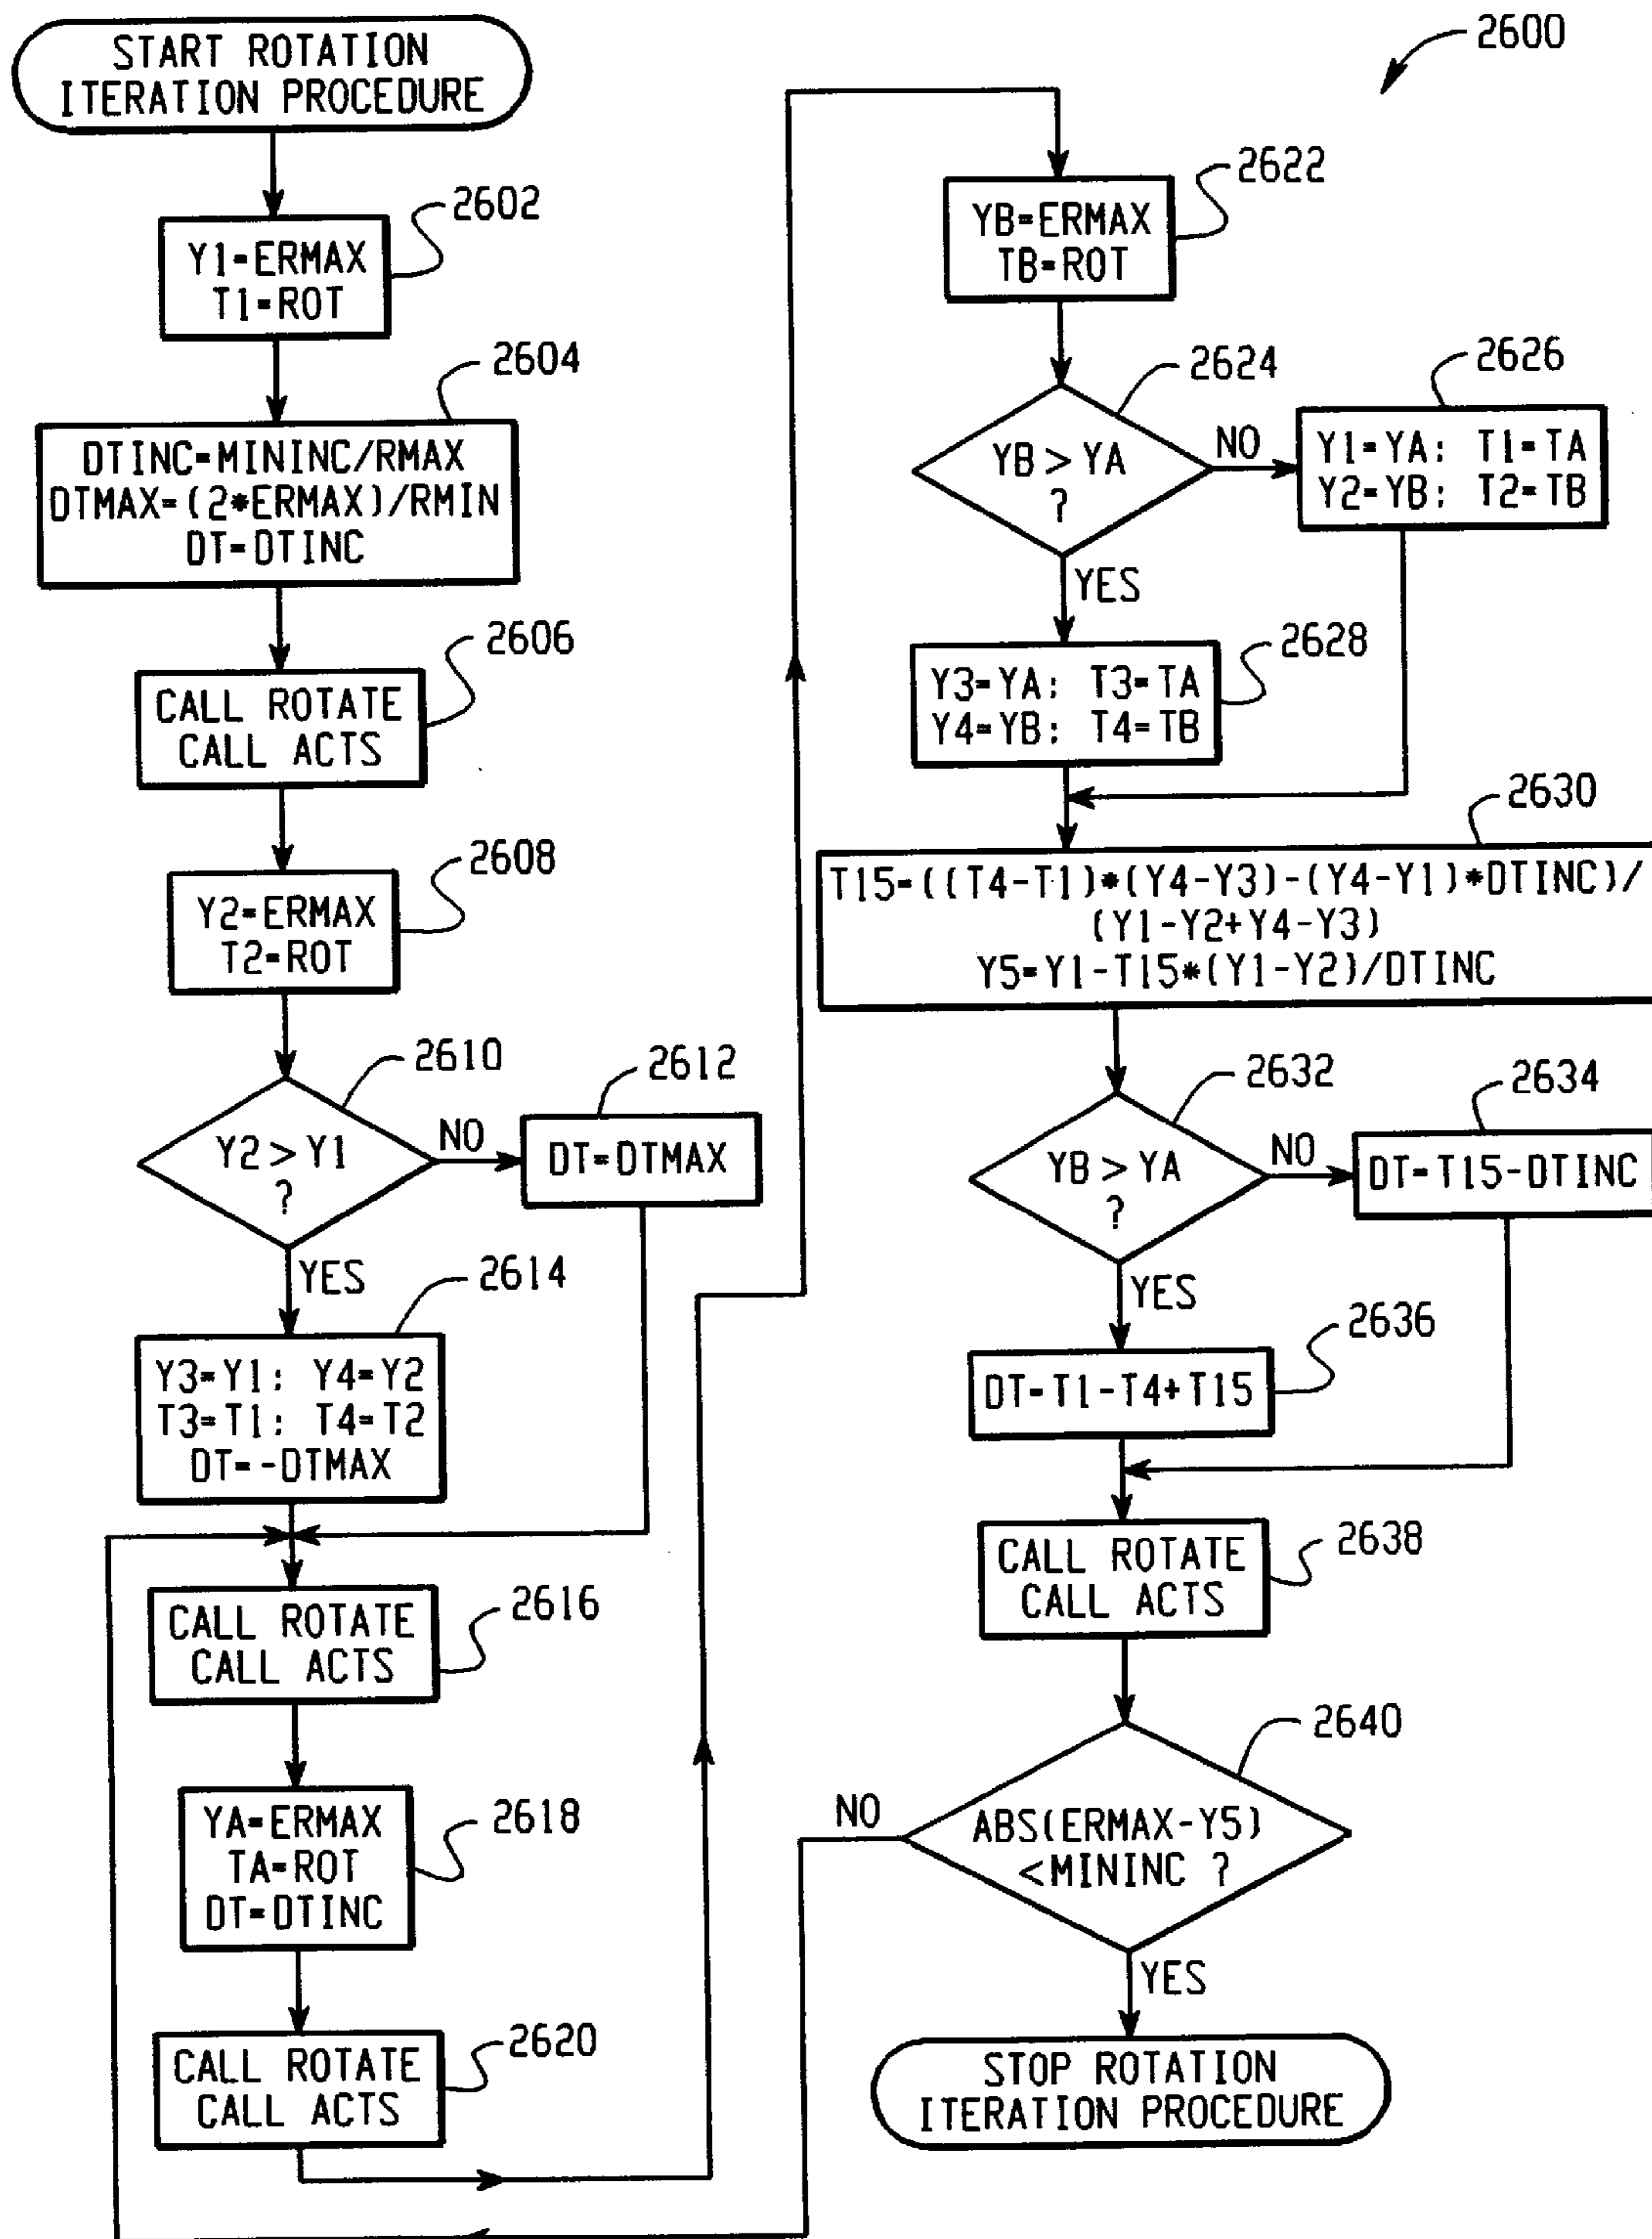 2600
START ROTATION
ITERATION PROCEDURE
2602
Y1=ERMAX
T1=ROT
2604
DTINC=MININC/RMAX
DTMAX=(2*ERMAX)/RMIN
DT=DTINC
2606
CALL ROTATE
CALL ACTS
2608
Y2=ERMAX
T2=ROT
2610
Y2>Y1
?
NO
2612
DT=DTMAX
YES
2614
Y3=Y1: Y4=Y2
T3=T1: T4=T2
DT=-DTMAX
2616
CALL ROTATE
CALL ACTS
2618
YA=ERMAX
TA=ROT
DT=DTINC
2620
CALL ROTATE
CALL ACTS
2622
YB=ERMAX
TB=ROT
2624
YB>YA
?
NO
2626
Y1=YA: T1=TA
Y2=YB: T2=TB
YES
2628
Y3=YA: T3=TA
Y4=YB: T4=TB
2630
T15=((T4-T1)*(Y4-Y3)-(Y4-Y1)*DTINC)/
(Y1-Y2+Y4-Y3)
Y5=Y1-T15*(Y1-Y2)/DTINC
2632
YB>YA
?
NO
2634
DT=T15-DTINC
YES
2636
DT=T1-T4+T15
2638
CALL ROTATE
CALL ACTS
2640
ABS(ERMAX-Y5)
<MININC ?
NO
YES
STOP ROTATION
ITERATION PROCEDURE